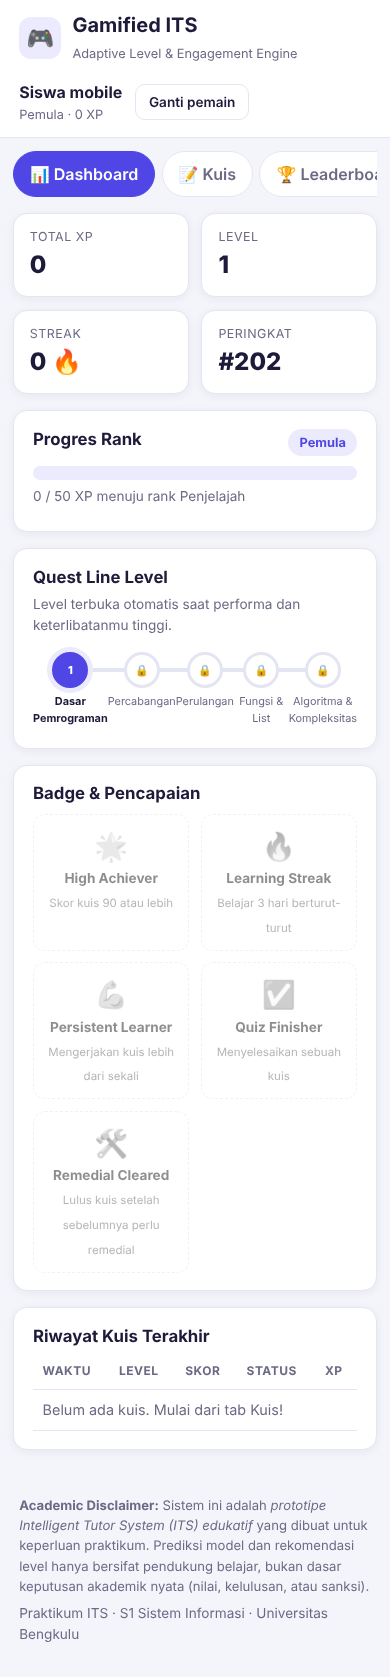 Gamified ITS
Adaptive Level & Engagement Engine
Siswa mobile
Pemula · 0 XP
Ganti pemain
Dashboard
Kuis
Leaderboa
TOTAL XP
0
LEVEL
1
STREAK
0
PERINGKAT
#202
Progres Rank
Pemula
0 / 50 XP menuju rank Penjelajah
Quest Line Level
Level terbuka otomatis saat performa dan
keterlibatanmu tinggi.
1
Dasar
Pemrograman
Percabangan
Perulangan
Fungsi &
List
Algoritma &
Kompleksitas
Badge & Pencapaian
High Achiever
Skor kuis 90 atau lebih
Learning Streak
Belajar 3 hari berturut-
turut
Persistent Learner
Mengerjakan kuis lebih
dari sekali
Quiz Finisher
Menyelesaikan sebuah
kuis
Remedial Cleared
Lulus kuis setelah
sebelumnya perlu
remedial
Riwayat Kuis Terakhir
WAKTU LEVEL SKOR STATUS XP
Belum ada kuis. Mulai dari tab Kuis!
Academic Disclaimer: Sistem ini adalah prototipe
Intelligent Tutor System (ITS) edukatif yang dibuat untuk
keperluan praktikum. Prediksi model dan rekomendasi
level hanya bersifat pendukung belajar, bukan dasar
keputusan akademik nyata (nilai, kelulusan, atau sanksi).
Praktikum ITS · S1 Sistem Informasi · Universitas
Bengkulu